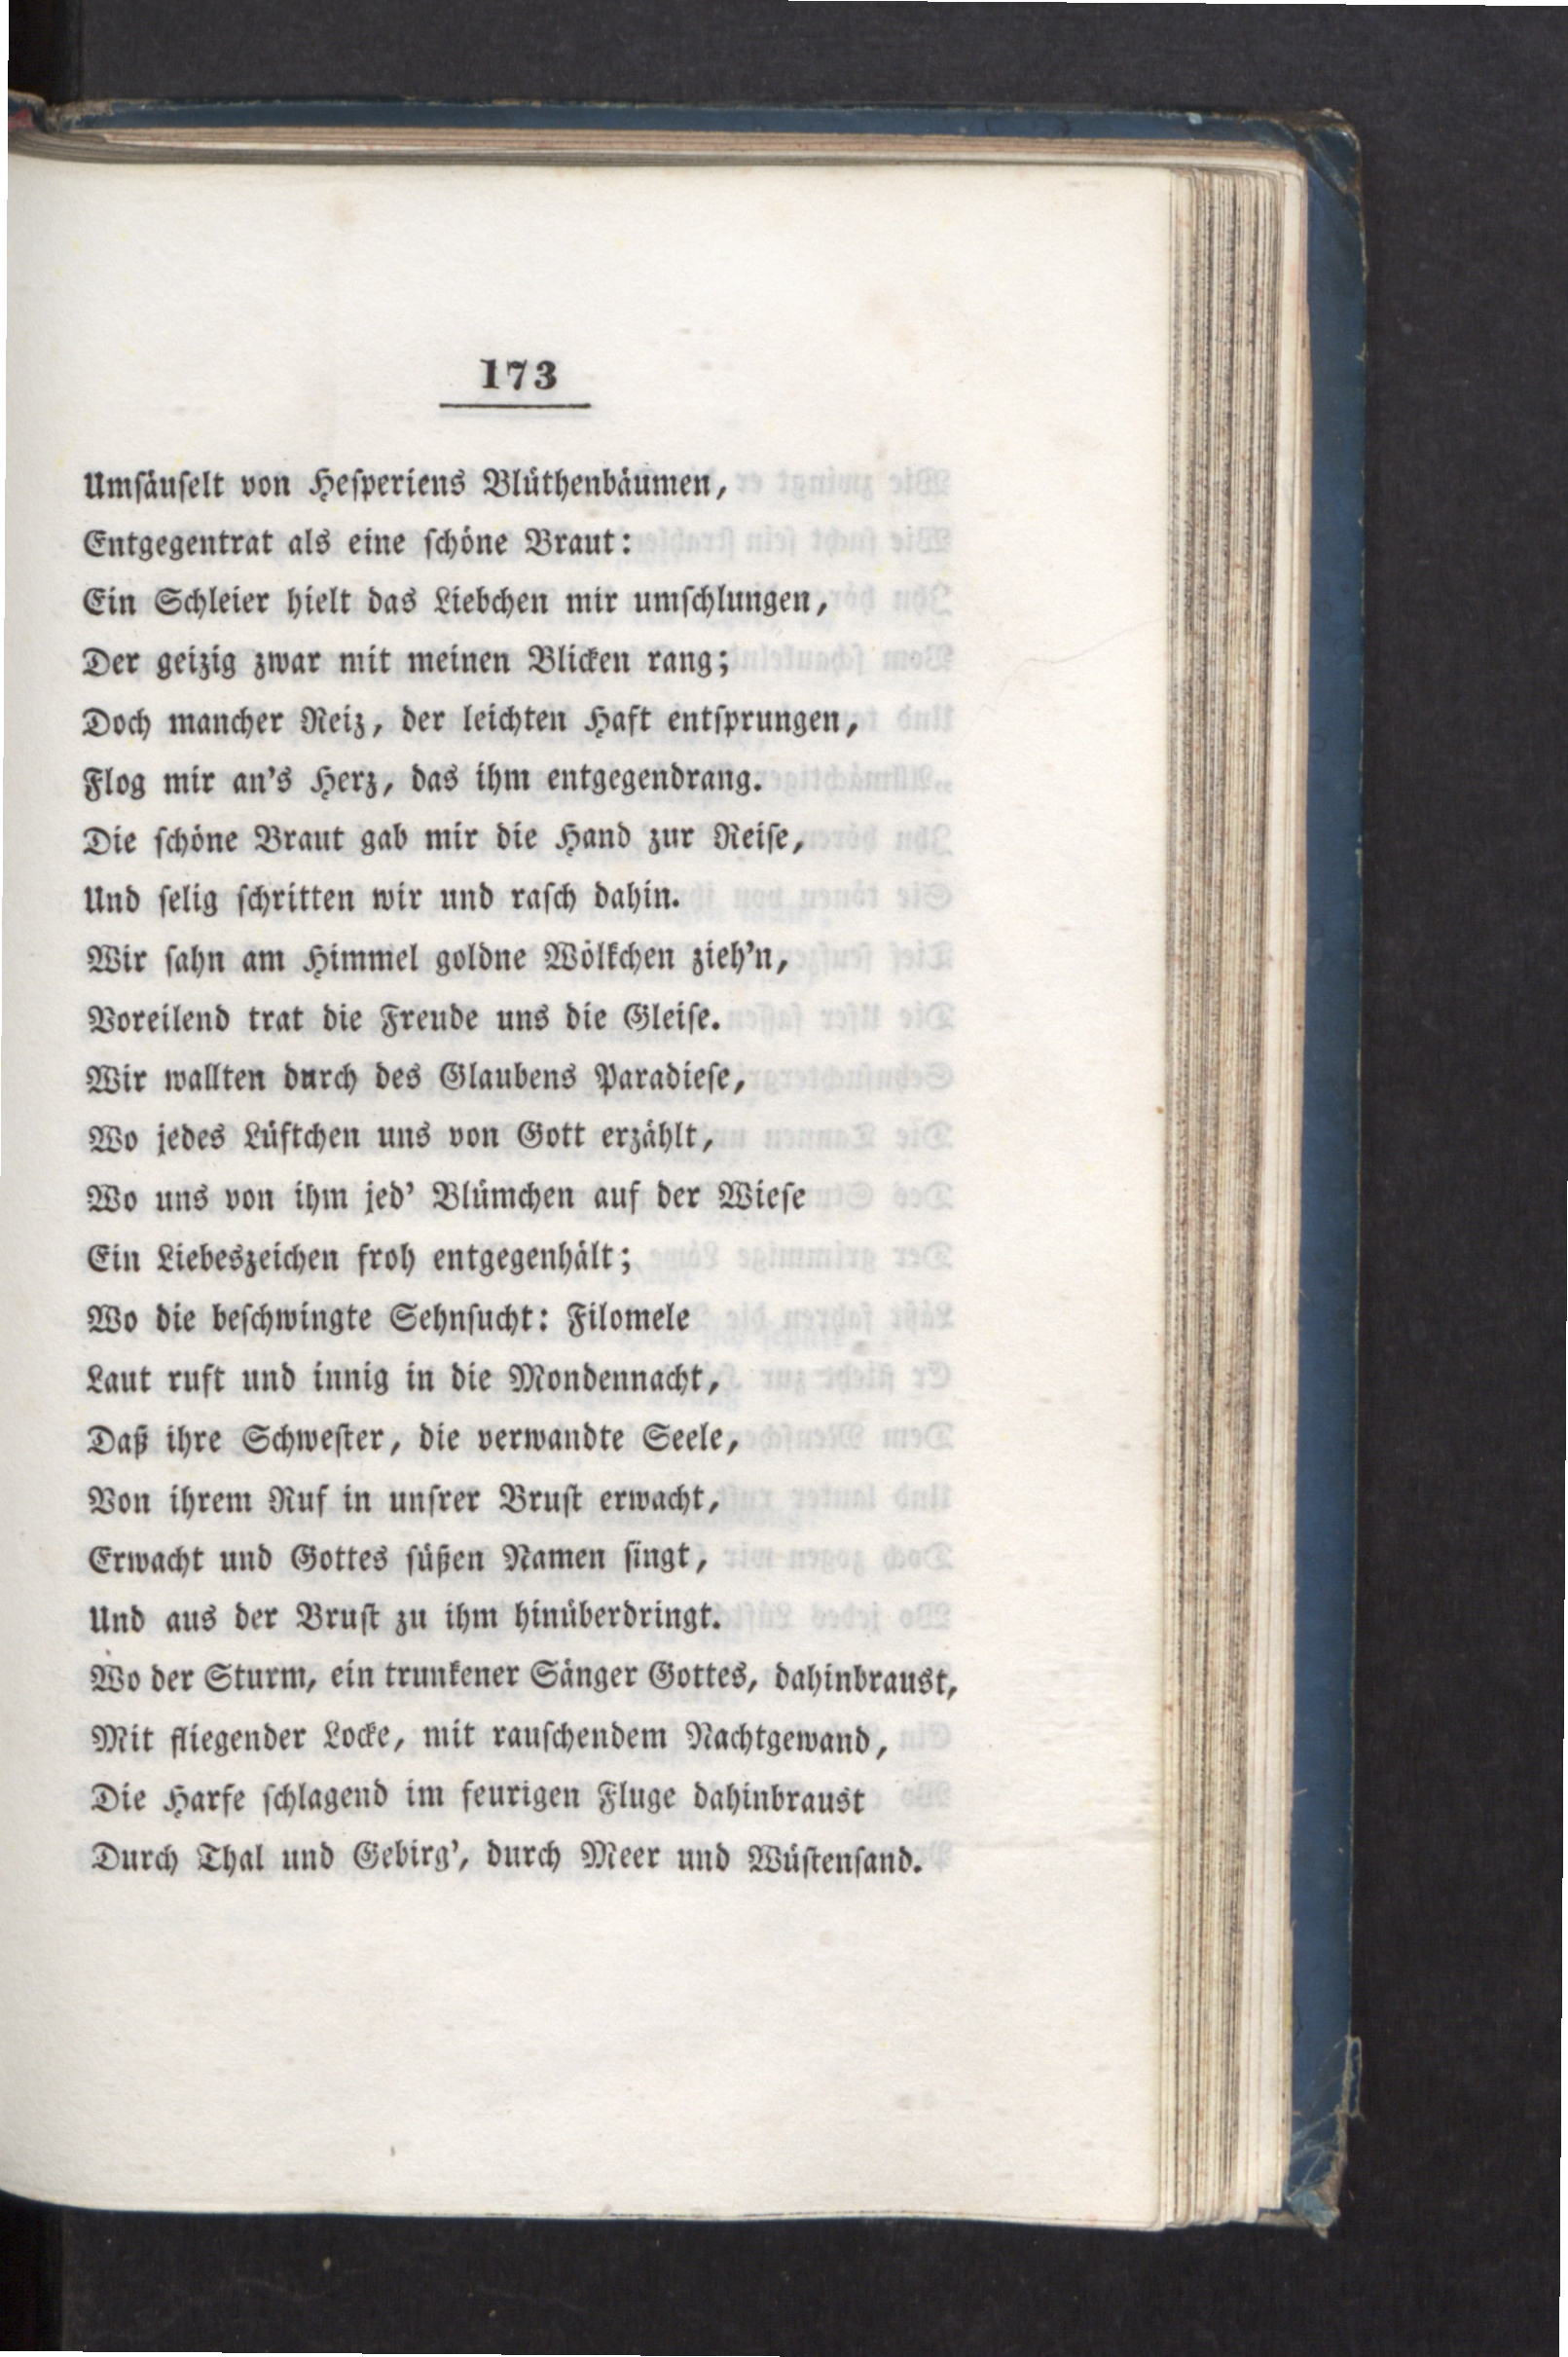 173
Umſäuſelt von Heſperiens Blüthenbäumen,
Entgegentrat als eine ſchöne Braut:
Ein Schleier hielt das Liebchen mir umſchlungen,
Der geizig zwar mit meinen Blicken rang;
Doch mancher Reiz, der leichten Haft entſprungen,
Flog mir an's Herz, das ihm entgegendrang.
Die ſchöne Braut gab mir die Hand zur Reiſe,
Und ſelig ſchritten wir und raſch dahin.
Wir ſahn am Himmel goldne Wölkchen zieh'n,
Voreilend trat die Freude uns die Gleiſe.
Wir wallten durch des Glaubens Paradieſe,
Wo jedes Lüftchen uns von Gott erzählt,
Wo uns von ihm jed' Blümchen auf der Wieſe
Ein Liebeszeichen froh entgegenhält;
Wo die beſchwingte Sehnſucht: Filomele
Laut ruft und innig in die Mondennacht,
Daß ihre Schweſter, die verwandte Seele,
Von ihrem Ruf in unſrer Bruſt erwacht,
Erwacht und Gottes ſüßen Namen ſingt,
Und aus der Bruſt zu ihm hinüberdringt.
Wo der Sturm, ein trunkener Sänger Gottes, dahinbraust,
Mit fliegender Locke, mit rauſchendem Nachtgewand,
Die Harfe ſchlagend im feurigen Fluge dahinbraust
Durch Thal und Gebirg', durch Meer und Wüſtenſand.